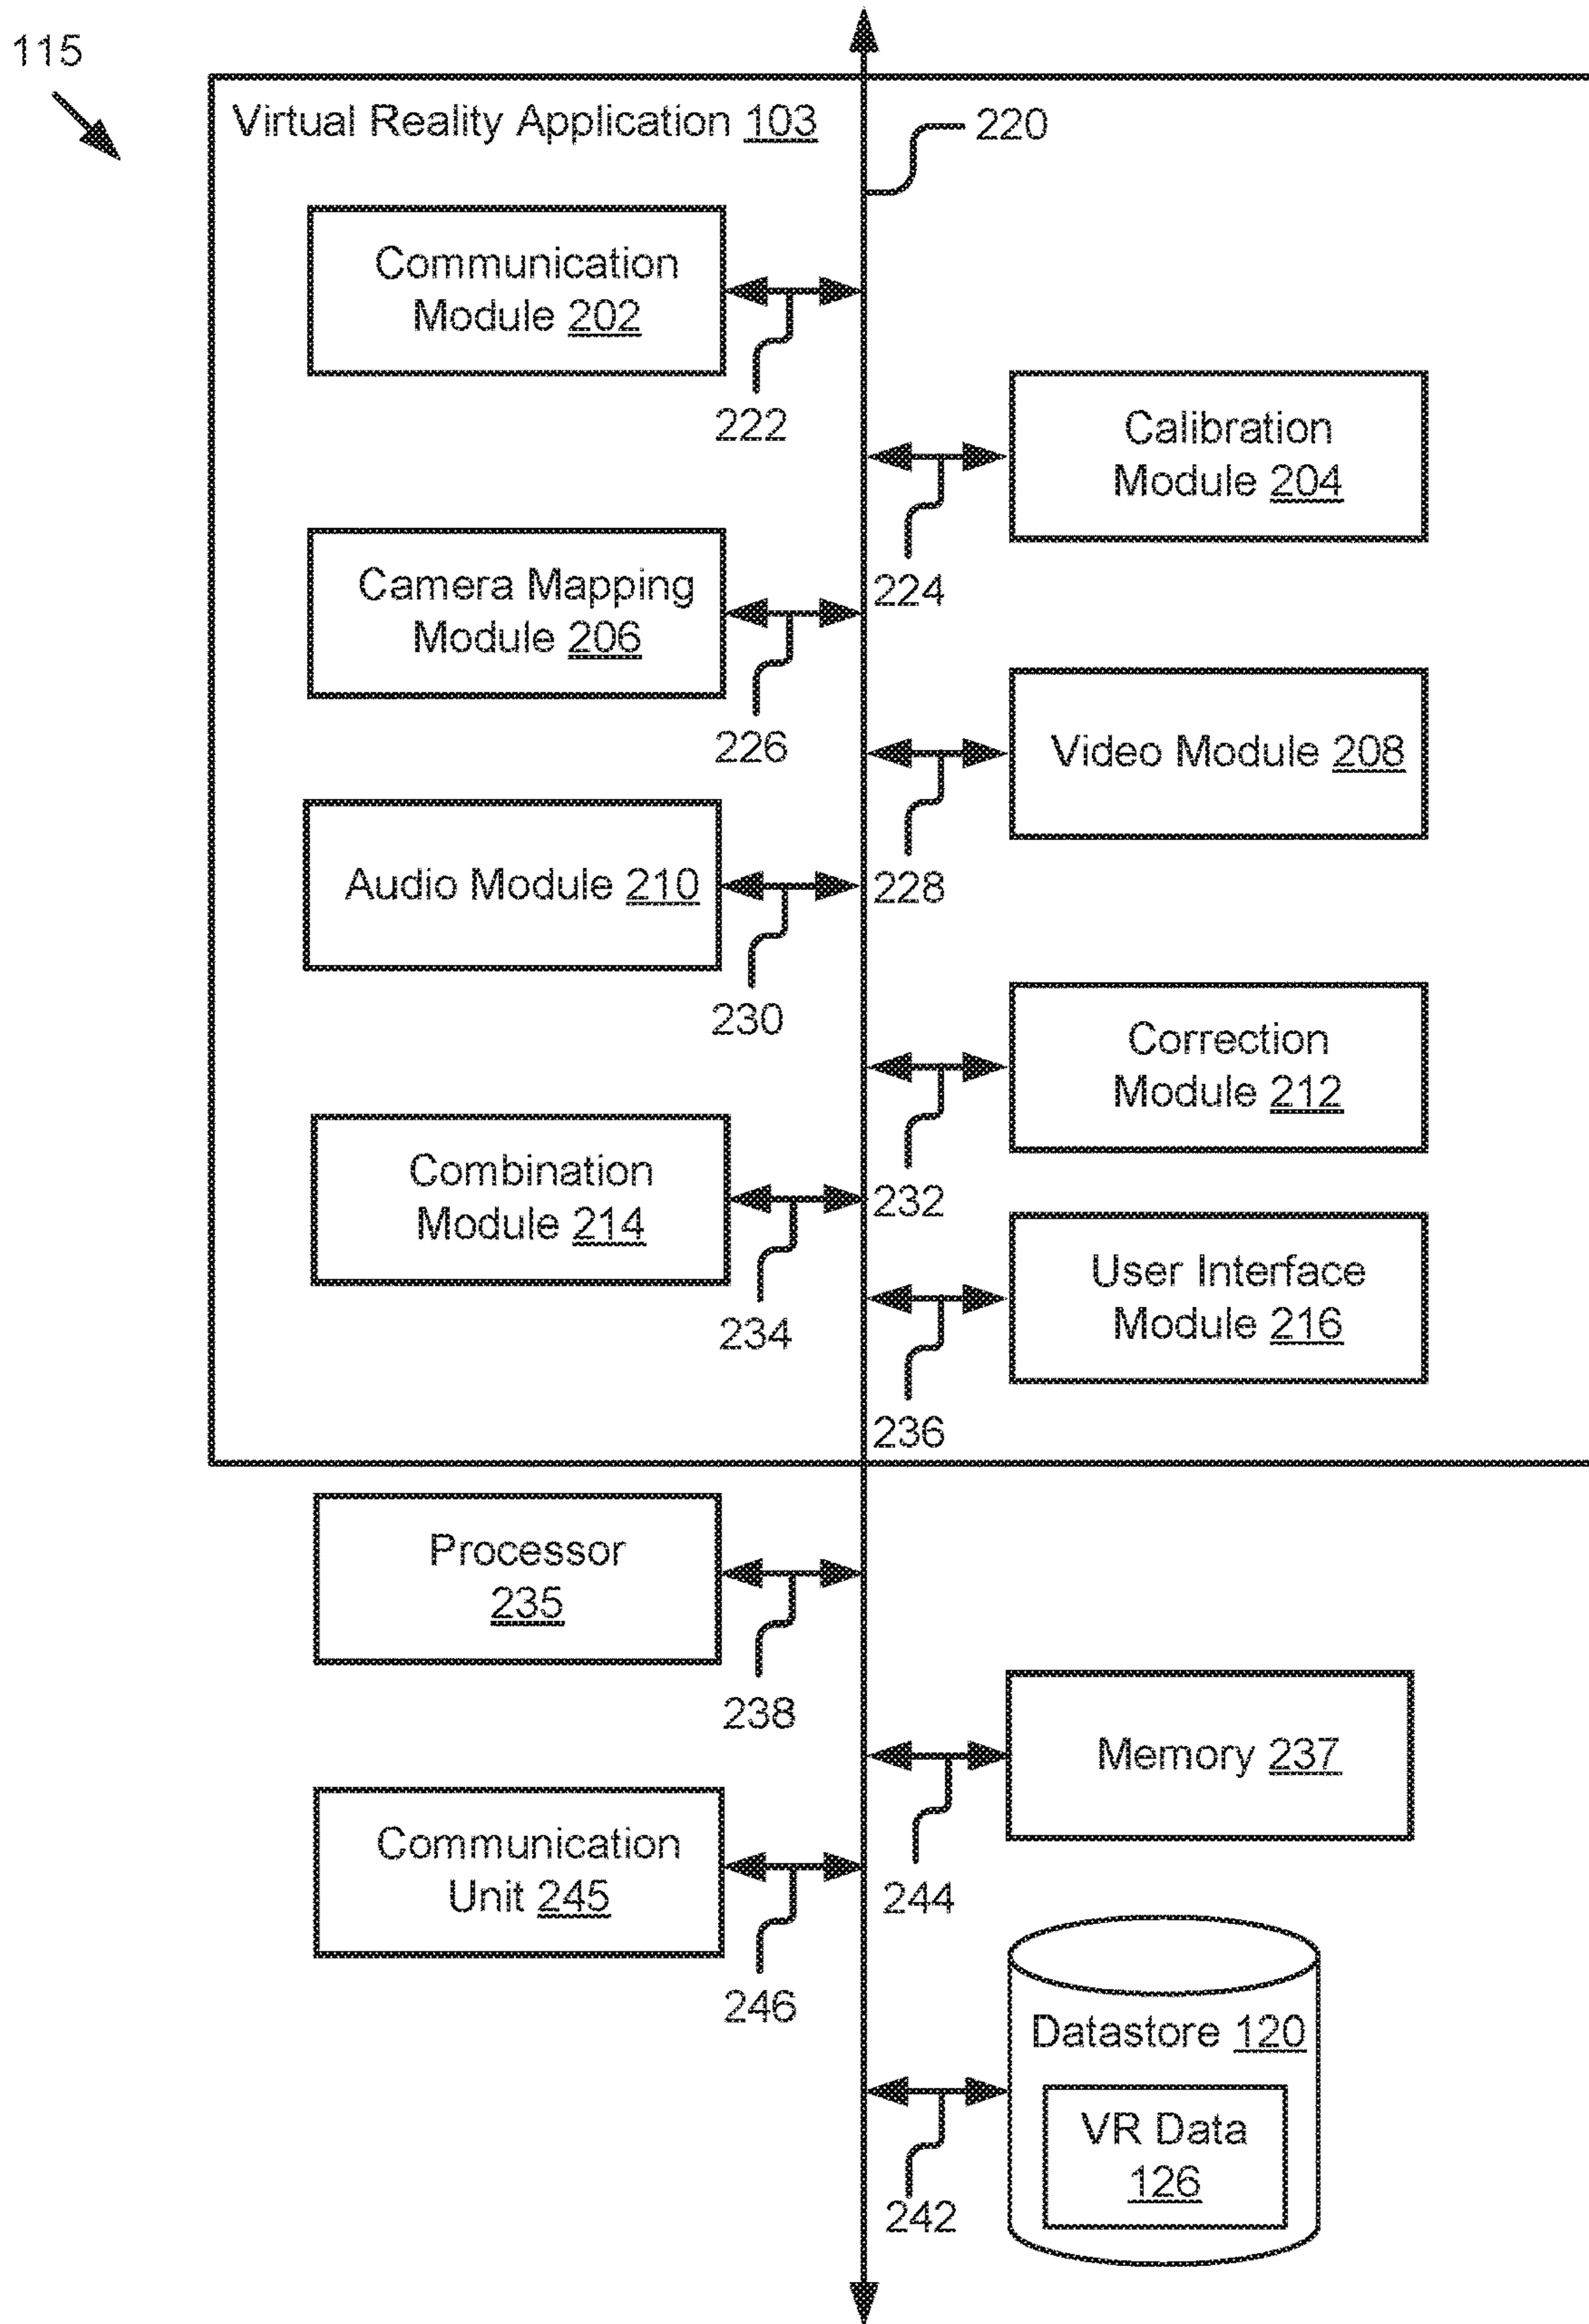 115
Virtual Reality Application 103
220
Communication
Module 202
222
Calibration
Module 204
224
Camera Mapping
Module 206
226
Video Module 208
228
Audio Module 210
230
Correction
Module 212
232
Combination
Module 214
234
User Interface
Module 216
236
Processor
235
238
Memory 237
244
Communication
Unit 245
246
Datastore 120
VR Data
126
242